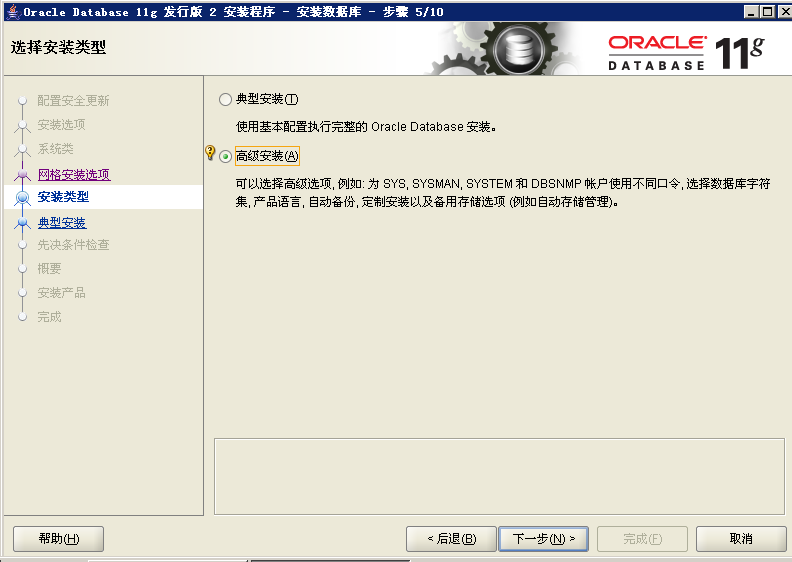 Oracle Database 11g 发行版 2 安装程序 - 安装数据库 - 步骤 5/10
选择安装类型
ORACLE
DATABASE 11g
配置安全更新
安装选项
系统类
网格安装选项
安装类型
典型安装
先决条件检查
概要
安装产品
完成
典型安装(T)
使用基本配置执行完整的 Oracle Database 安装。
高级安装(A)
可以选择高级选项, 例如: 为 SYS, SYSMAN, SYSTEM 和 DBSNMP 帐户使用不同口令, 选择数据库字符
集, 产品语言, 自动备份, 定制安装以及备用存储选项 (例如自动存储管理)。
帮助(H)
< 后退(B)
下一步(N) >
完成(F)
取消